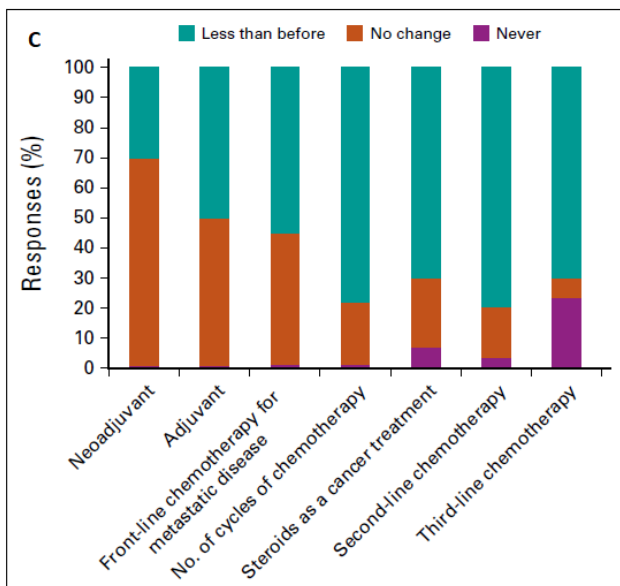 C
Less than before No change Never
Responses (%)
100
90
80
70
60
50
40
30
20
10
0
Neoadjuvant
Adjuvant
Front-line chemotherapy for
metastatic disease
No. of cycles of chemotherapy
Steroids as a cancer treatment
Second-line chemotherapy
Third-line chemotherapy